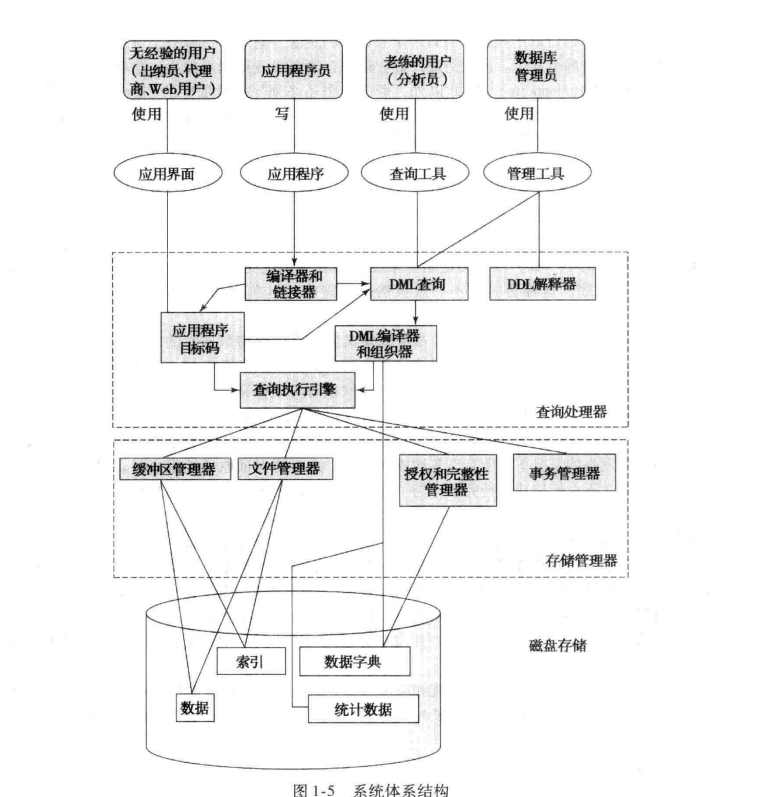 无经验的用户
（出纳员、代理
商、Web用户）
应用程序员
老练的用户
（分析员）
数据库
管理员
使用
写
使用
使用
应用界面
应用程序
查询工具
管理工具
编译器和
链接器
DML查询
DDL解释器
应用程序
目标码
DML编译器
和组织器
查询执行引擎
查询处理器
缓冲区管理器
文件管理器
授权和完整性
管理器
事务管理器
存储管理器
磁盘存储
索引
数据字典
数据
统计数据
图 1-5 系统体系结构